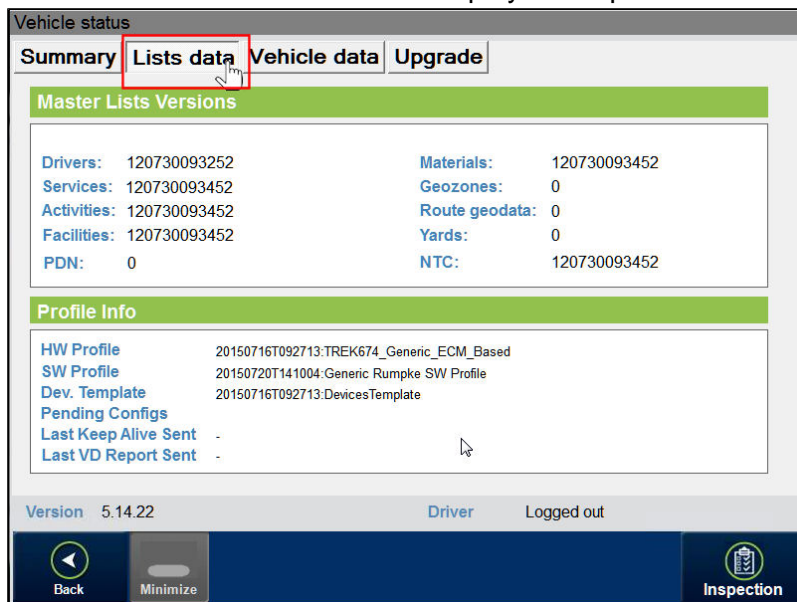 Vehicle status
Summary Lists data Vehicle data Upgrade
Master Lists Versions
Drivers: 120730093252 Materials: 120730093452
Services: 120730093452 Geozones: 0
Activities: 120730093452 Route geodata: 0
Facilities: 120730093452 Yards: 0
PDN: 0 NTC: 120730093452
Profile Info
HW Profile 20150716T092713:TREK674_Generic_ECM_Based
SW Profile 20150720T141004:Generic Rumpke SW Profile
Dev. Template 20150716T092713:DevicesTemplate
Pending Configs
Last Keep Alive Sent -
Last VD Report Sent -
Version 5.14.22 Driver Logged out
Back Minimize Inspection